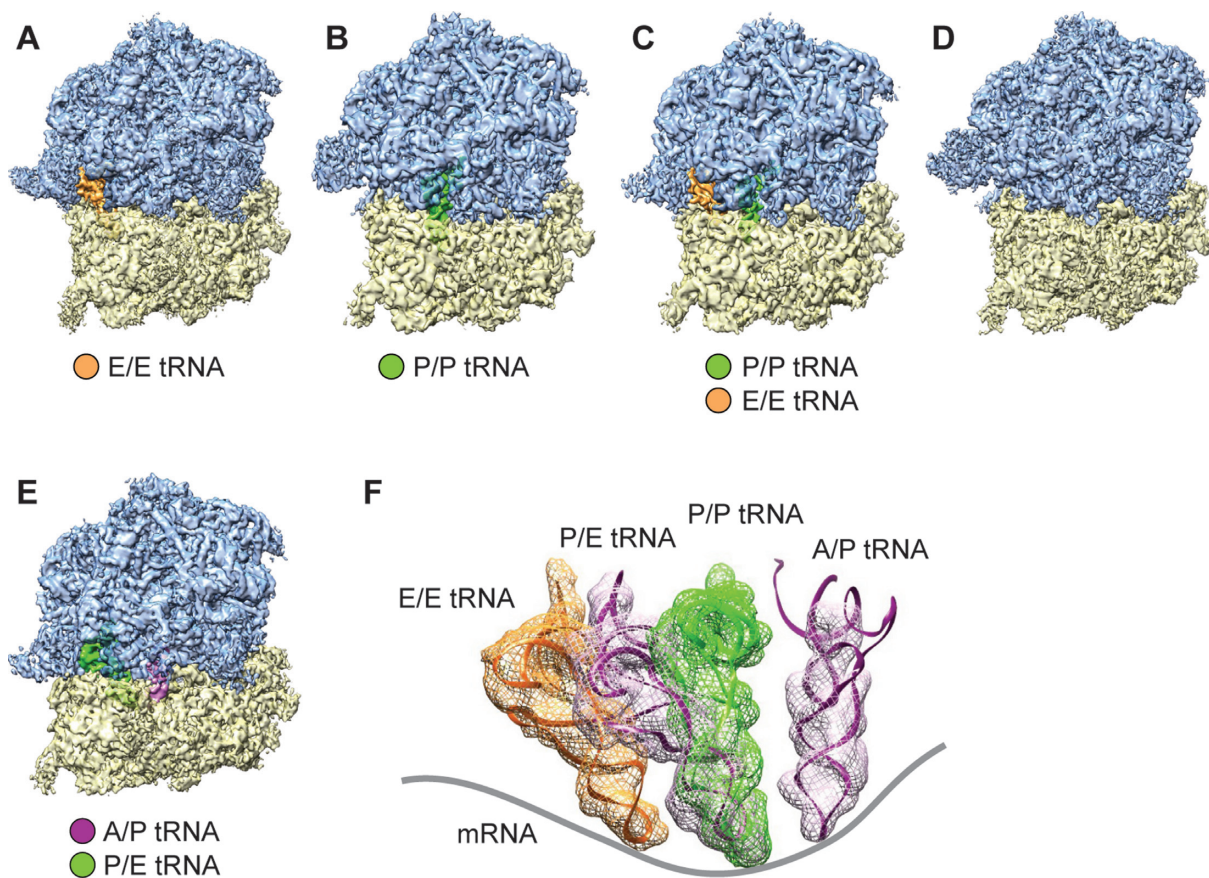 A
B
C
D
E/E tRNA
P/P tRNA
P/P tRNA
E/E tRNA
E
F
P/P tRNA
P/E tRNA
A/P tRNA
E/E tRNA
mRNA
A/P tRNA
P/E tRNA